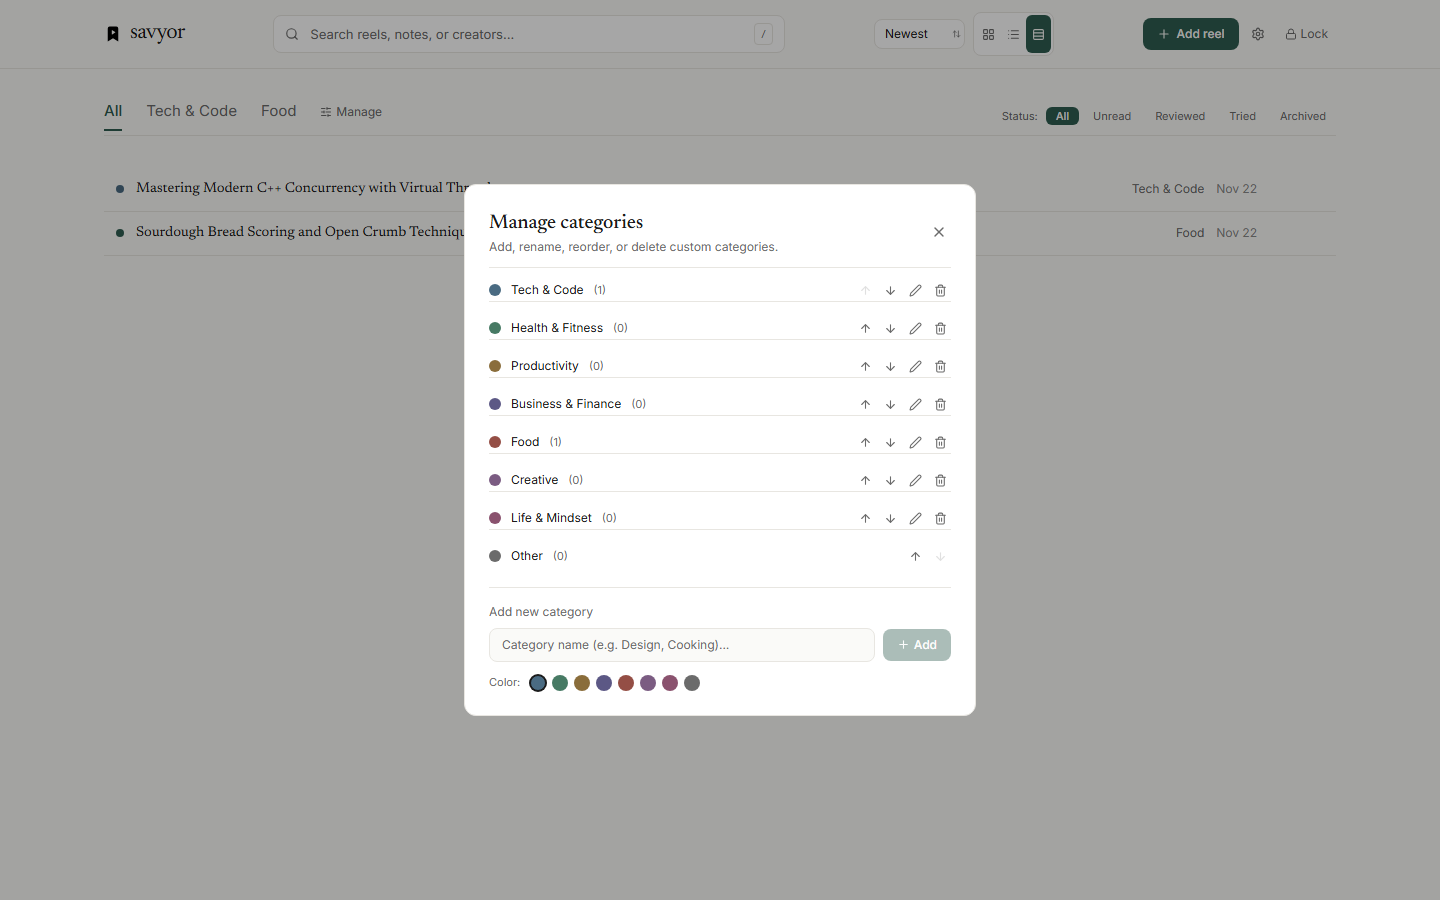 savyor
Search reels, notes, or creators...
/
Newest
Add reel
Lock
All
Tech & Code
Food
Manage
Status:
All
Unread
Reviewed
Tried
Archived
Mastering Modern C++ Concurrency with Virtual
Tech & Code
Nov 22
Sourdough Bread Scoring and Open Crumb
Food
Nov 22
Manage categories
Add, rename, reorder, or delete custom categories.
Tech & Code (1)
Health & Fitness (0)
Productivity (0)
Business & Finance (0)
Food (1)
Creative (0)
Life & Mindset (0)
Other (0)
Add new category
Category name (e.g. Design, Cooking)...
Add
Color: